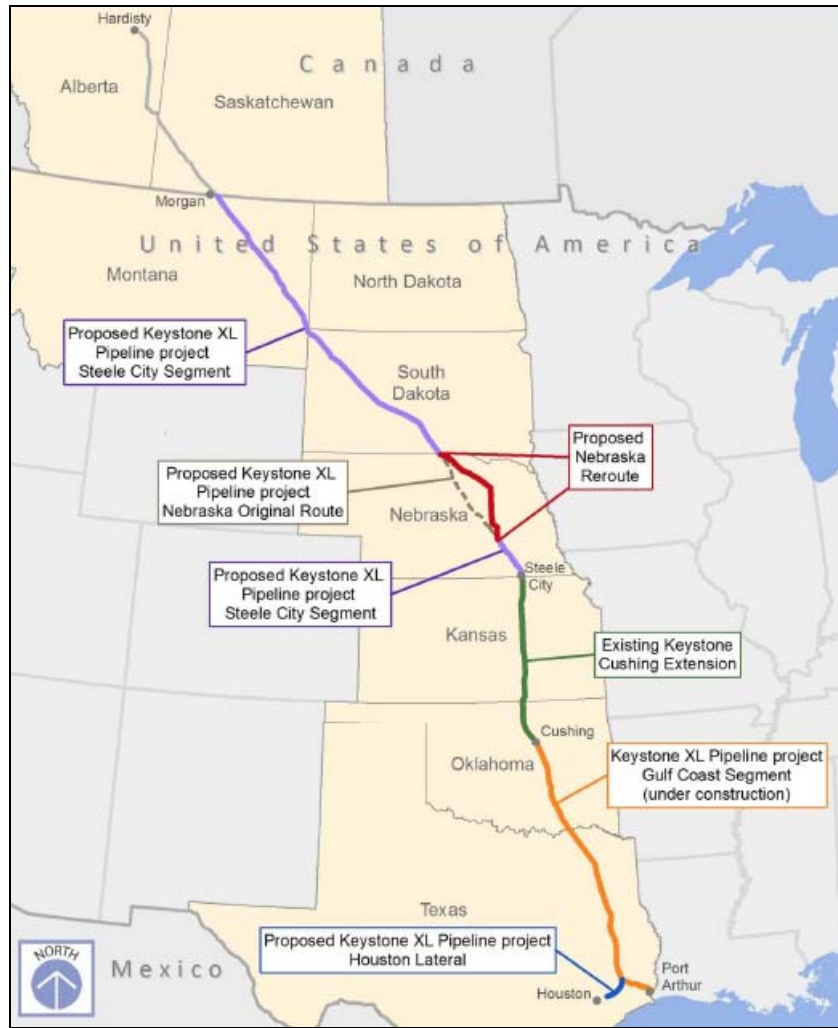 Hardisty
Canada
Alberta
Saskatchewan
Morgan
United States of America
Montana
North Dakota
Proposed Keystone XL
Pipeline project
Steele City Segment
South
Dakota
Proposed
Nebraska
Reroute
Proposed Keystone XL
Pipeline project
Nebraska Original Route
Nebraska
Proposed Keystone XL
Pipeline project
Steele City Segment
Steele
City
Kansas
Existing Keystone
Cushing Extension
Cushing
Oklahoma
Keystone XL Pipeline project
Gulf Coast Segment
(under construction)
Texas
Proposed Keystone XL Pipeline project
Houston Lateral
NORTH
Mexico
Houston
Port
Arthur